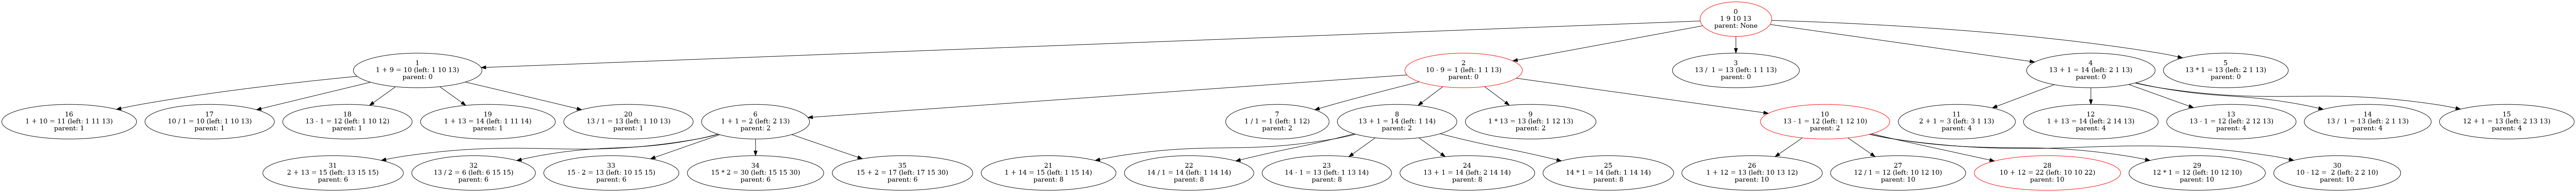 0
1 9 10 13
parent: None
1
1 + 9 = 10 (left: 1 10 13)
parent: 0
2
10 - 9 = 1 (left: 1 1 13)
parent: 0
3
13 /  1 = 13 (left: 1 1 13)
parent: 0
4
13 + 1 = 14 (left: 2 1 13)
parent: 0
5
13 * 1 = 13 (left: 2 1 13)
parent: 0
16
1 + 10 = 11 (left: 1 11 13)
parent: 1
17
10 / 1 = 10 (left: 1 10 13)
parent: 1
18
13 - 1 = 12 (left: 1 10 12)
parent: 1
19
1 + 13 = 14 (left: 1 11 14)
parent: 1
20
13 / 1 = 13 (left: 1 10 13)
parent: 1
6
1 + 1 = 2 (left: 2 13)
parent: 2
7
1 / 1 = 1 (left: 1 12)
parent: 2
8
13 + 1 = 14 (left: 1 14)
parent: 2
9
1 * 13 = 13 (left: 1 12 13)
parent: 2
10
13 - 1 = 12 (left: 1 12 10)
parent: 2
11
2 + 1 = 3 (left: 3 1 13)
parent: 4
12
1 + 13 = 14 (left: 2 14 13)
parent: 4
13
13 - 1 = 12 (left: 2 12 13)
parent: 4
14
13 /  1 = 13 (left: 2 1 13)
parent: 4
15
12 + 1 = 13 (left: 2 13 13)
parent: 4
31
2 + 13 = 15 (left: 13 15 15)
parent: 6
32
13 / 2 = 6 (left: 6 15 15)
parent: 6
33
15 - 2 = 13 (left: 10 15 15)
parent: 6
34
15 * 2 = 30 (left: 15 15 30)
parent: 6
35
15 + 2 = 17 (left: 17 15 30)
parent: 6
21
1 + 14 = 15 (left: 1 15 14)
parent: 8
22
14 / 1 = 14 (left: 1 14 14)
parent: 8
23
14 - 1 = 13 (left: 1 13 14)
parent: 8
24
13 + 1 = 14 (left: 2 14 14)
parent: 8
25
14 * 1 = 14 (left: 1 14 14)
parent: 8
26
1 + 12 = 13 (left: 10 13 12)
parent: 10
27
12 / 1 = 12 (left: 10 12 10)
parent: 10
28
10 + 12 = 22 (left: 10 10 22)
parent: 10
29
12 * 1 = 12 (left: 10 12 10)
parent: 10
30
10 - 12 =  2 (left: 2 2 10)
parent: 10